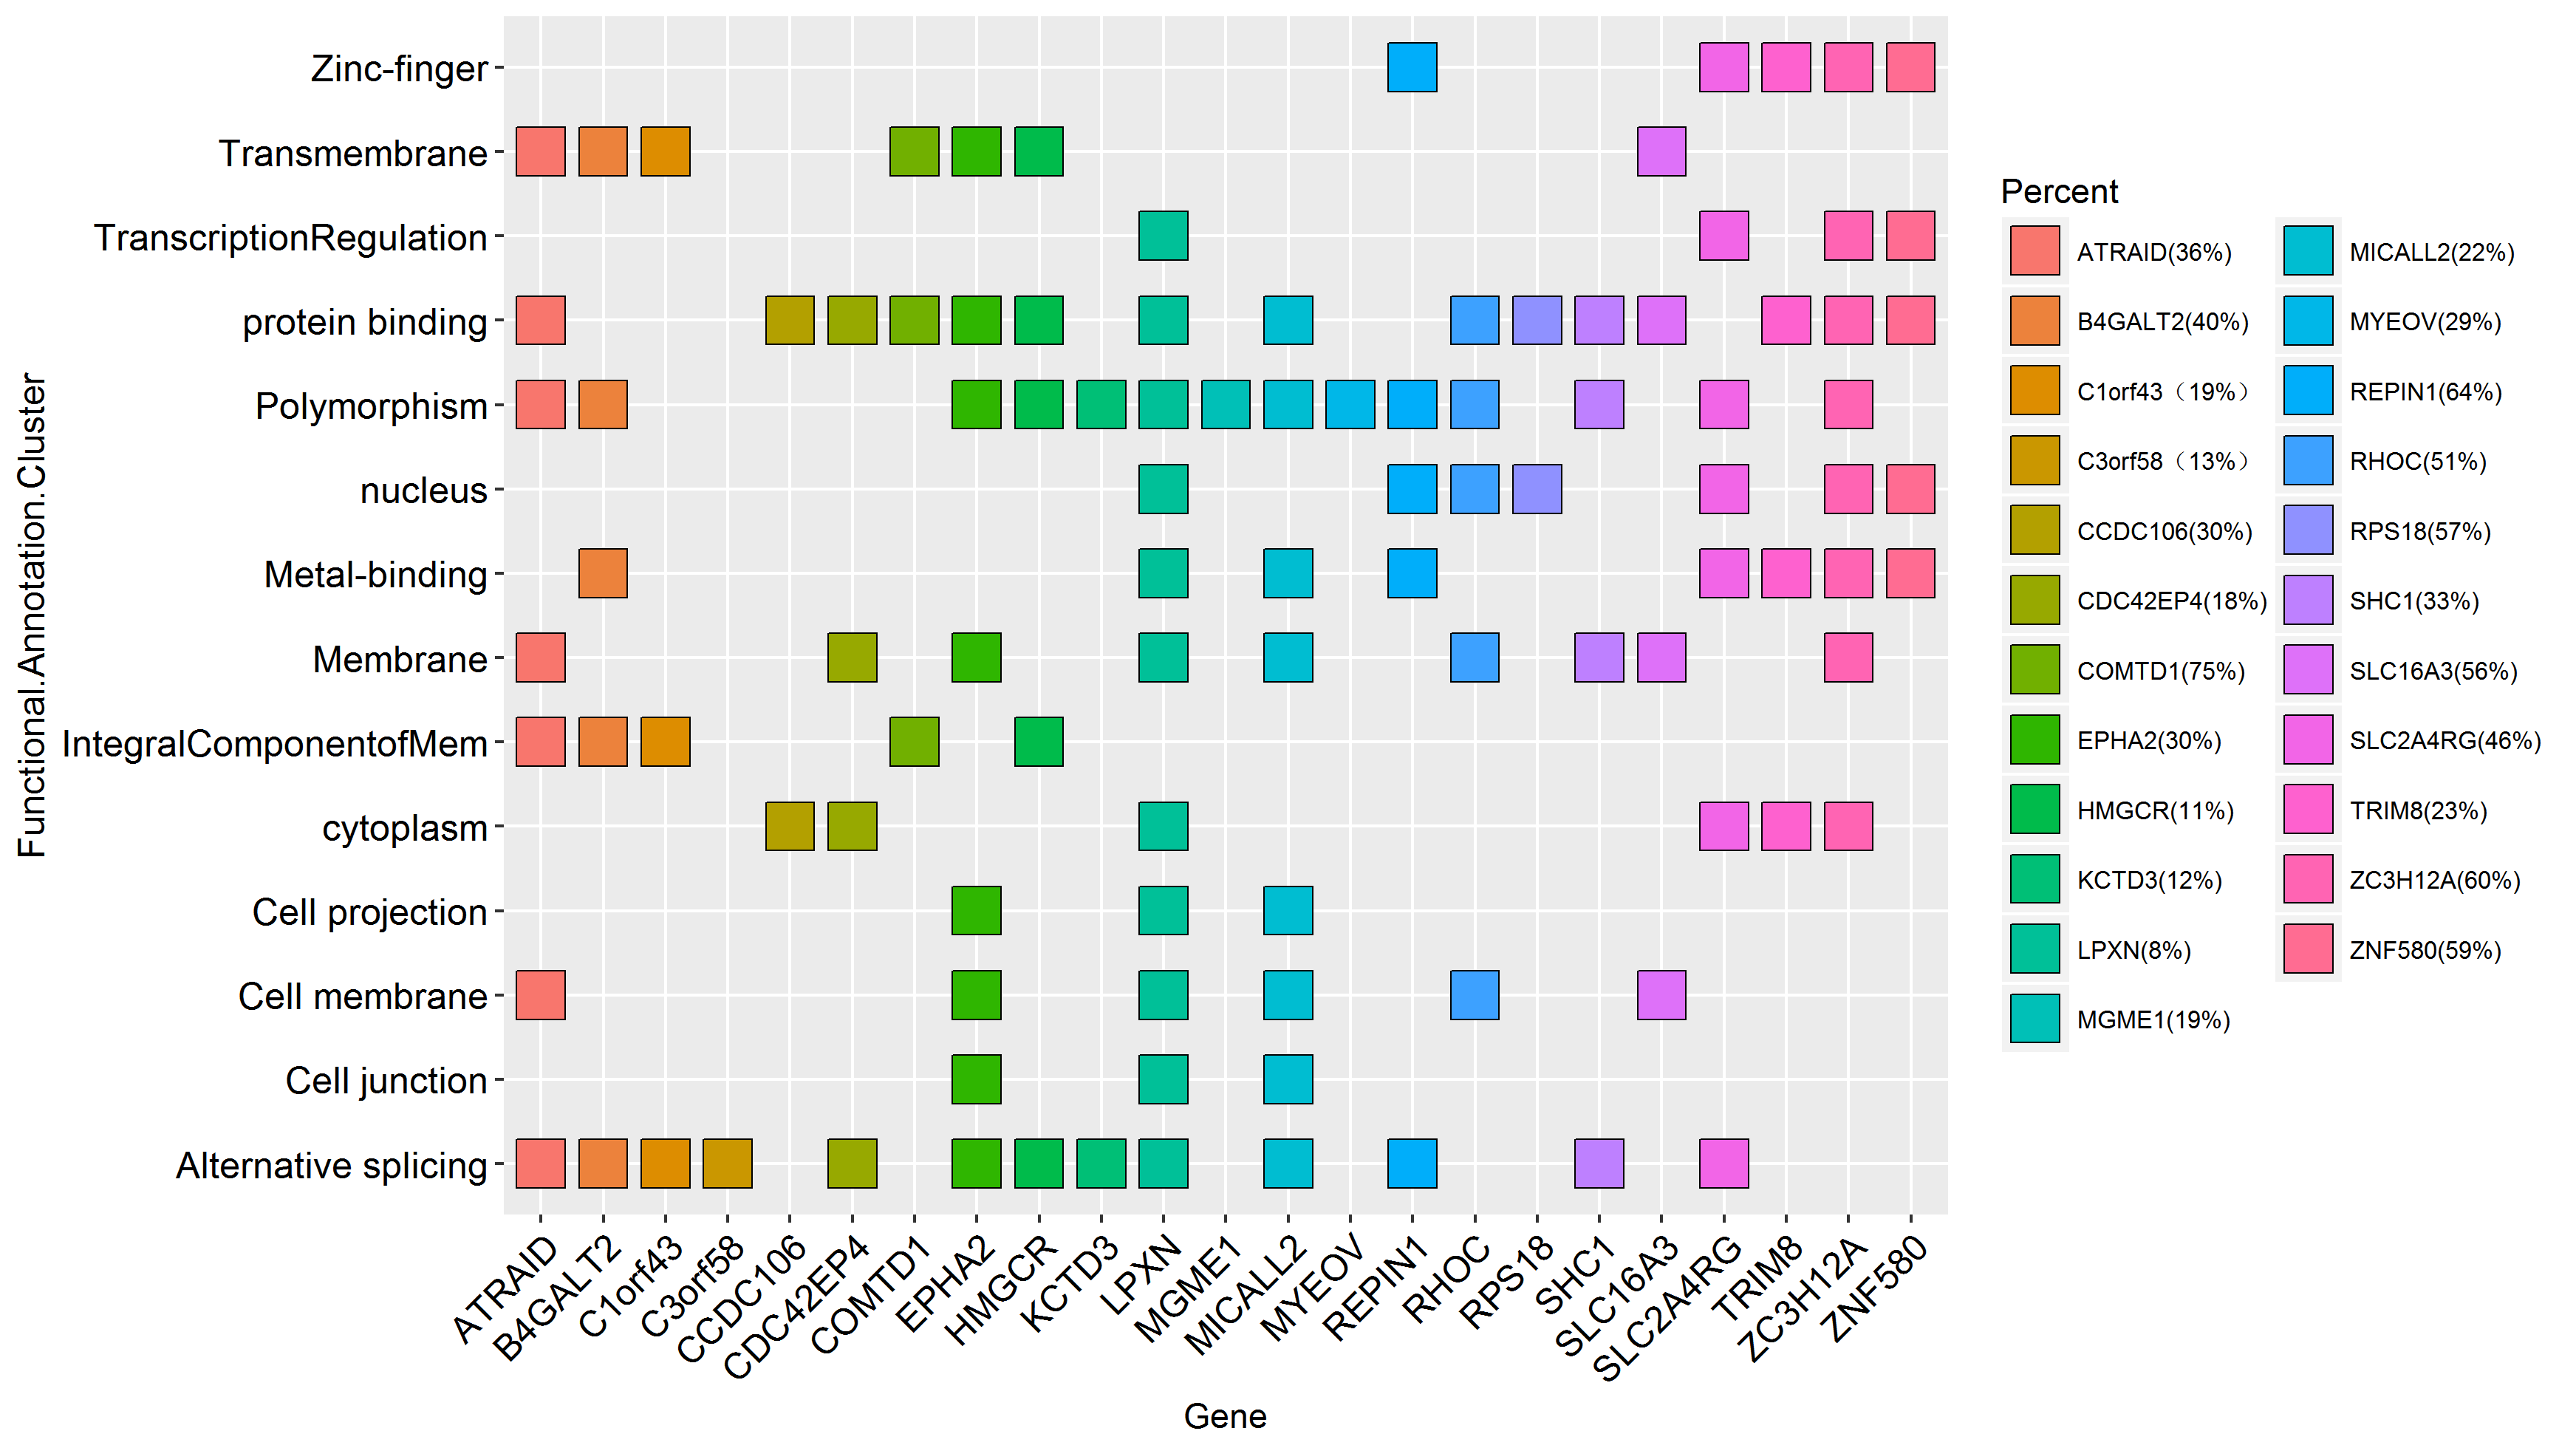 Functional.Annotation.Cluster
Zinc-finger
Transmembrane
TranscriptionRegulation
protein binding
Polymorphism
nucleus
Metal-binding
Membrane
IntegralComponentofMem
cytoplasm
Cell projection
Cell membrane
Cell junction
Alternative splicing
ATRAID
B4GALT2
C1orf43
C3orf58
CCDC106
CDC42EP4
COMTD1
EPHA2
HMGCR
KCTD3
LPXN
MGME1
MICALL2
MYEOV
REPIN1
RHOC
RPS18
SHC1
SLC16A3
SLC2A4RG
TRIM8
ZC3H12A
ZNF580
Gene
Percent
ATRAID(36%)
B4GALT2(40%)
C1orf43（19%）
C3orf58（13%）
CCDC106(30%)
CDC42EP4(18%)
COMTD1(75%)
EPHA2(30%)
HMGCR(11%)
KCTD3(12%)
LPXN(8%)
MGME1(19%)
MICALL2(22%)
MYEOV(29%)
REPIN1(64%)
RHOC(51%)
RPS18(57%)
SHC1(33%)
SLC16A3(56%)
SLC2A4RG(46%)
TRIM8(23%)
ZC3H12A(60%)
ZNF580(59%)